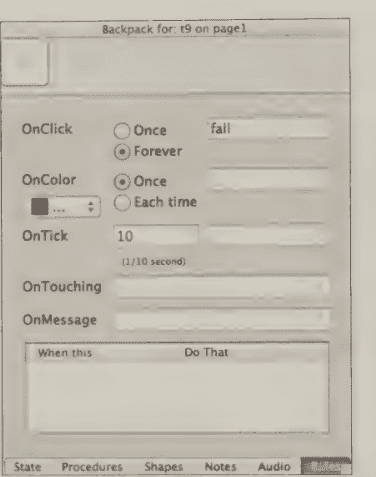 Backpack for: t9 on page1
OnClick Once fall
Forever
OnColor Once
... Each time
OnTick 10
(1/10 second)
OnTouching
OnMessage
When this Do That
State Procedures Shapes Notes Audio Rules